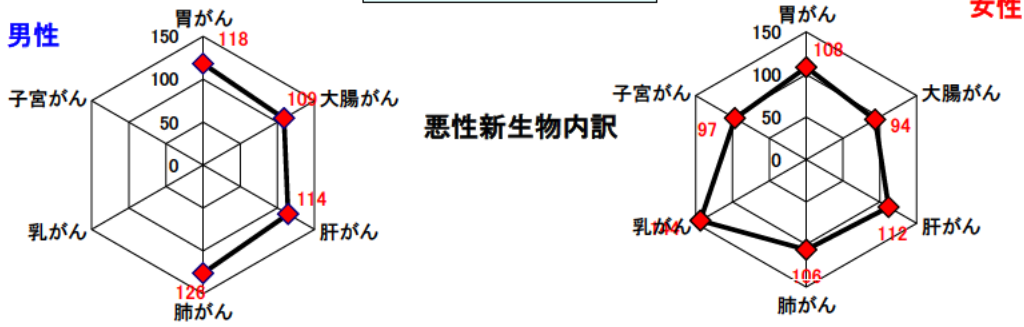 男性
胃がん
150
118
100
50
0
109
大腸がん
114
肝がん
126
肺がん
乳がん
子宮がん
悪性新生物内訳
女性
胃がん
150
108
100
50
0
94
大腸がん
112
肝がん
106
肺がん
乳がん
97
子宮がん